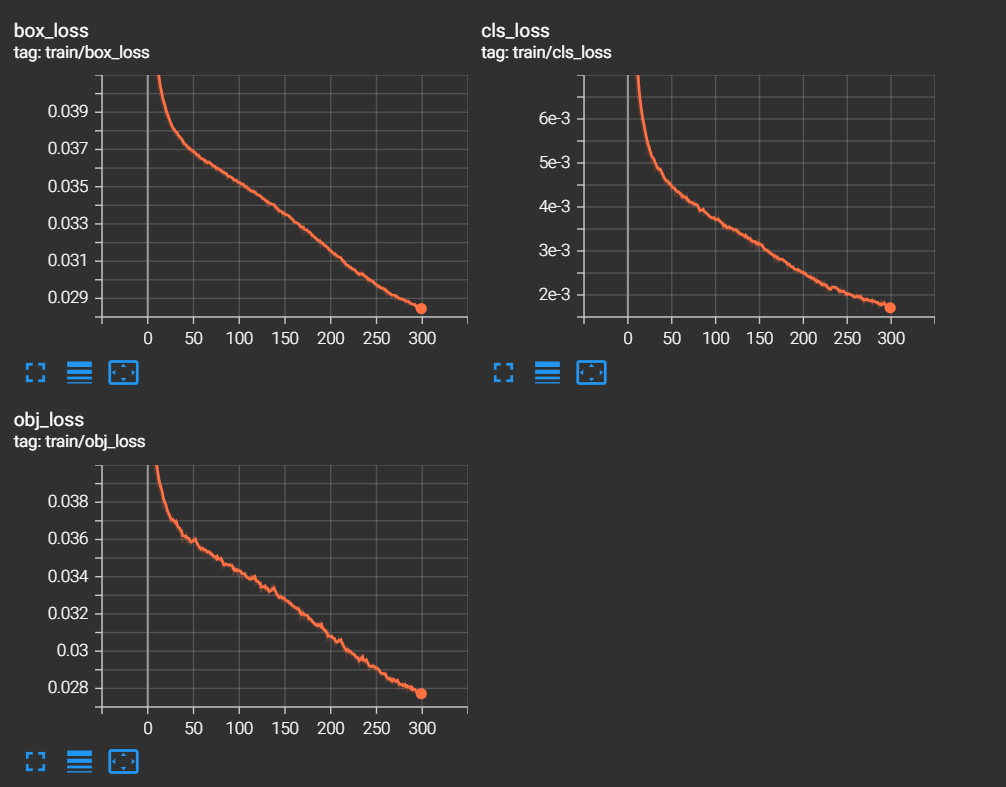 box_loss
tag: train/box_loss
0.039
0.037
0.035
0.033
0.031
0.029
0 50 100 150 200 250 300
cls_loss
tag: train/cls_loss
6e-3
5e-3
4e-3
3e-3
2e-3
0 50 100 150 200 250 300
obj_loss
tag: train/obj_loss
0.038
0.036
0.034
0.032
0.03
0.028
0 50 100 150 200 250 300